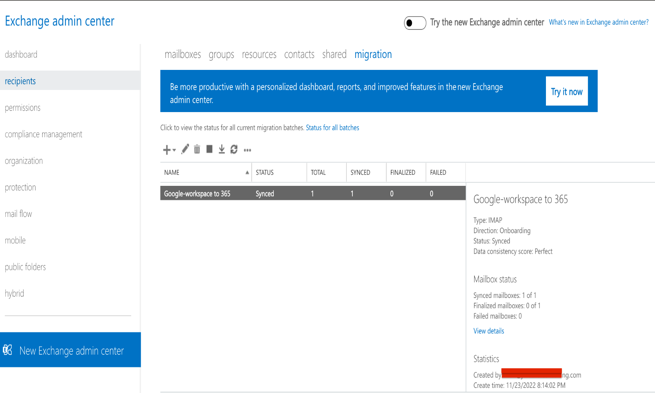 Exchange admin center
Try the new Exchange admin center What's new in Exchange admin center?
dashboard
recipients
permissions
compliance management
organization
protection
mail flow
mobile
public folders
hybrid
New Exchange admin center
mailboxes groups resources contacts shared migration
Be more productive with a personalized dashboard, reports, and improved features in the new Exchange
admin center.
Try it now
Click to view the status for all current migration batches. Status for all batches
NAME STATUS TOTAL SYNCED FINALIZED FAILED
Google-workspace to 365 Synced 1 1 0 0
Google-workspace to 365
Type: IMAP
Direction: Onboarding
Status: Synced
Data consistency score: Perfect
Mailbox status
Synced mailboxes: 1 of 1
Finalized mailboxes: 0 of 1
Failed mailboxes: 0
View details
Statistics
Created by ng.com
Create time: 11/23/2022 8:14:02 PM